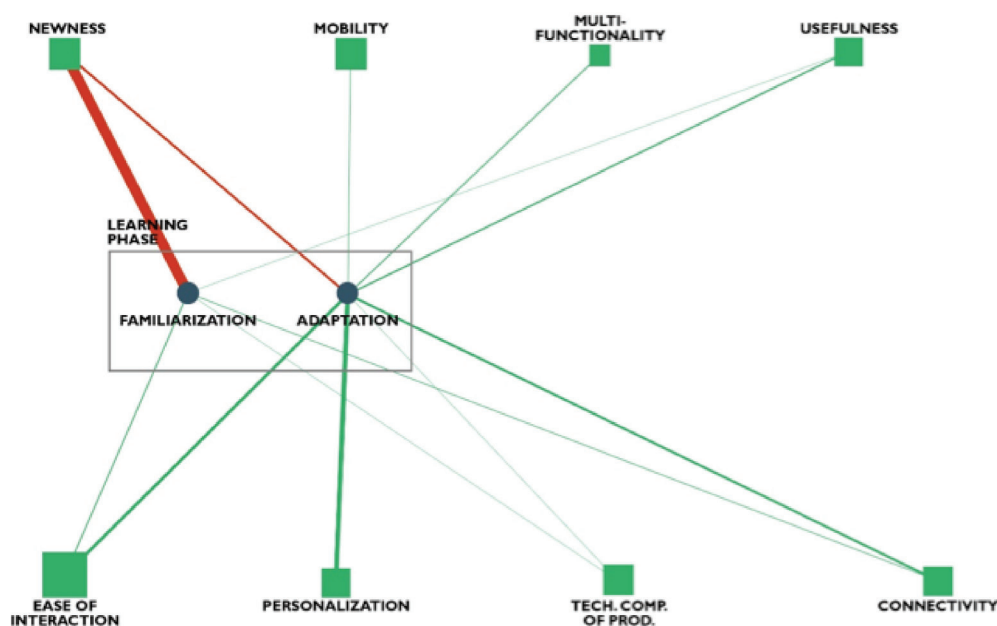 NEWNESS
MOBILITY
MULTI-
FUNCTIONALITY
USEFULNESS
LEARNING
PHASE
FAMILIARIZATION
ADAPTATION
EASE OF
INTERACTION
PERSONALIZATION
TECH. COMP.
OF PROD.
CONNECTIVITY